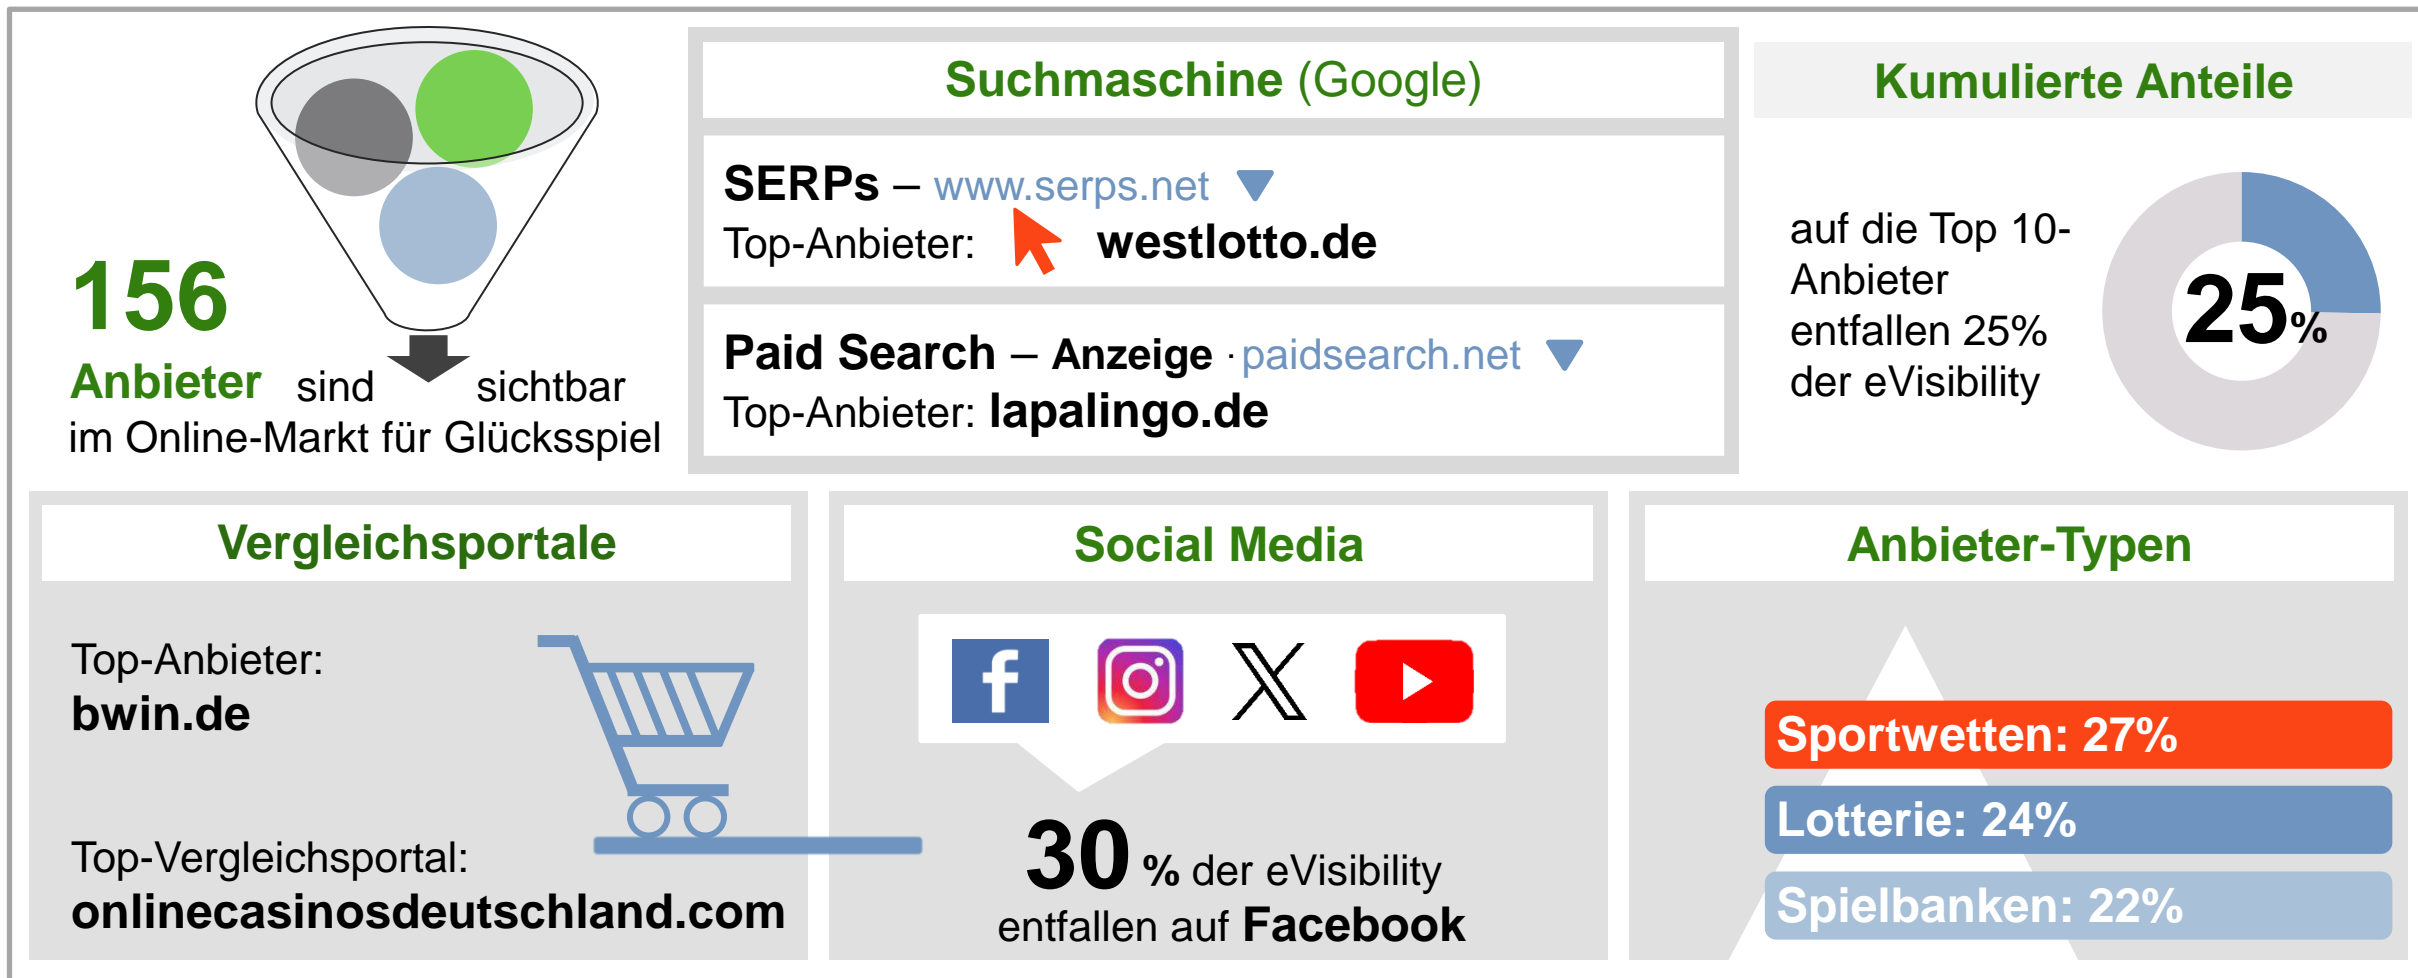 156
Anbieter sind sichtbar
im Online-Markt für Glücksspiel
Suchmaschine (Google)
SERPs – www.serps.net
Top-Anbieter: westlotto.de
Paid Search – Anzeige · paidsearch.net
Top-Anbieter: lapalingo.de
Kumulierte Anteile
auf die Top 10-
Anbieter
entfallen 25%
der eVisibility
25%
Vergleichsportale
Top-Anbieter:
bwin.de
Top-Vergleichsportal:
onlinecasinosdeutschland.com
Social Media
30 % der eVisibility
entfallen auf Facebook
Anbieter-Typen
Sportwetten: 27%
Lotterie: 24%
Spielbanken: 22%